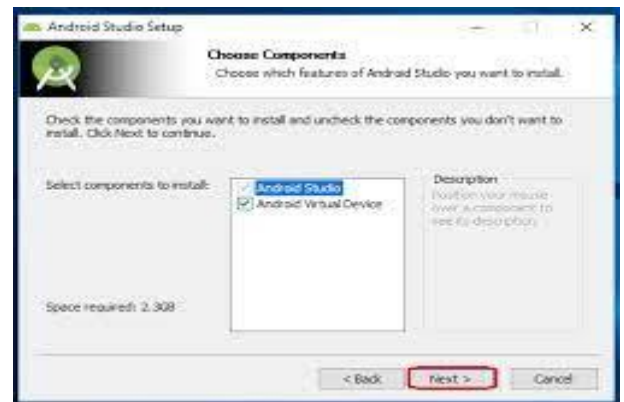 Android Studio Setup
Choose Components
Choose which features of Android Studio you want to install.
Check the components you want to install and uncheck the components you don't want to
install. Click Next to continue.
Select components to install:
Android Studio
Android Virtual Device
Description
Position your mouse
over a component to
see its description.
Space required: 2.3GB
< Back
Next >
Cancel